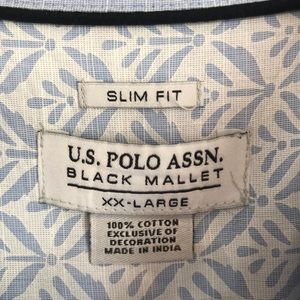 SLIM FIT
U.S. POLO ASSN.
BLACK MALLET
XX-LARGE
100% COTTON
EXCLUSIVE OF
DECORATION
MADE IN INDIA